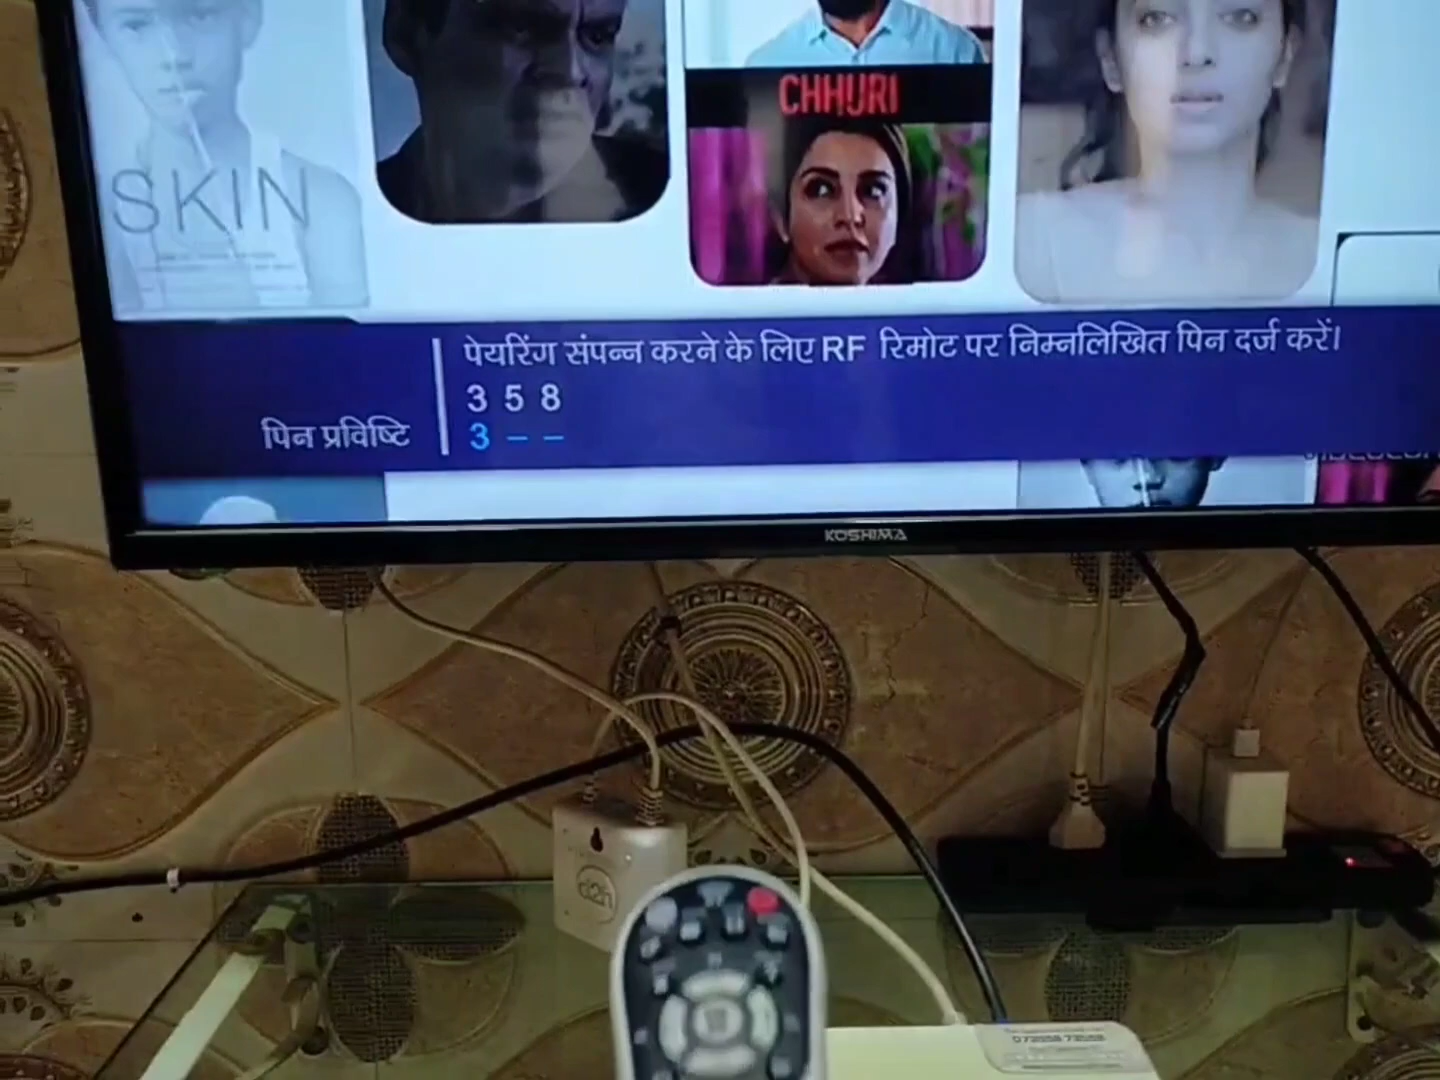 CHHURI
SKIN
पेयरिंग संपन्न करने के लिए RF रिमोट पर निम्नलिखित पिन दर्ज करें।
3 5 8
पिन प्रविष्टि 3 – –
KOSHIMA
d2h